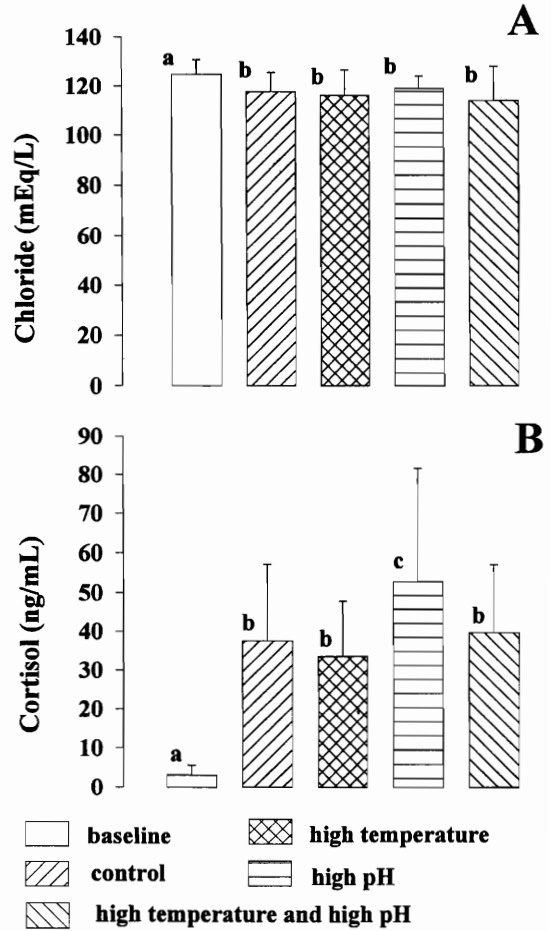 A
140
120
100
80
60
40
20
0
Chloride (mEq/L)
a
b
b
b
b
B
90
80
70
60
50
40
30
20
10
0
Cortisol (ng/mL)
a
b
b
c
b
baseline
high temperature
control
high pH
high temperature and high pH